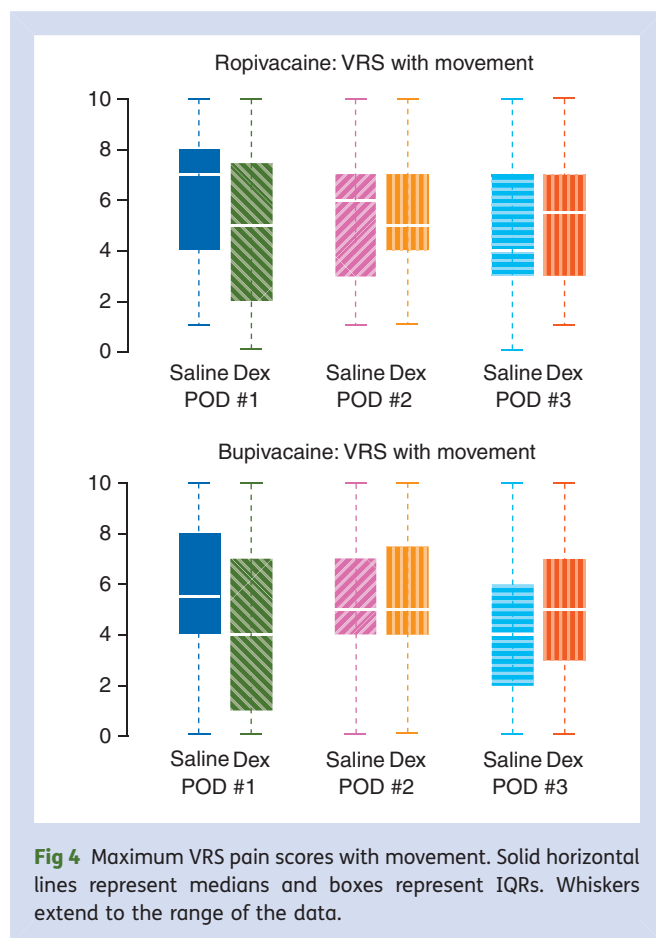 Ropivacaine: VRS with movement
10
8
6
4
2
0
Saline Dex Saline Dex Saline Dex
POD #1 POD #2 POD #3
Bupivacaine: VRS with movement
10
8
6
4
2
0
Saline Dex Saline Dex Saline Dex
POD #1 POD #2 POD #3
Fig 4 Maximum VRS pain scores with movement. Solid horizontal
lines represent medians and boxes represent IQRs. Whiskers
extend to the range of the data.